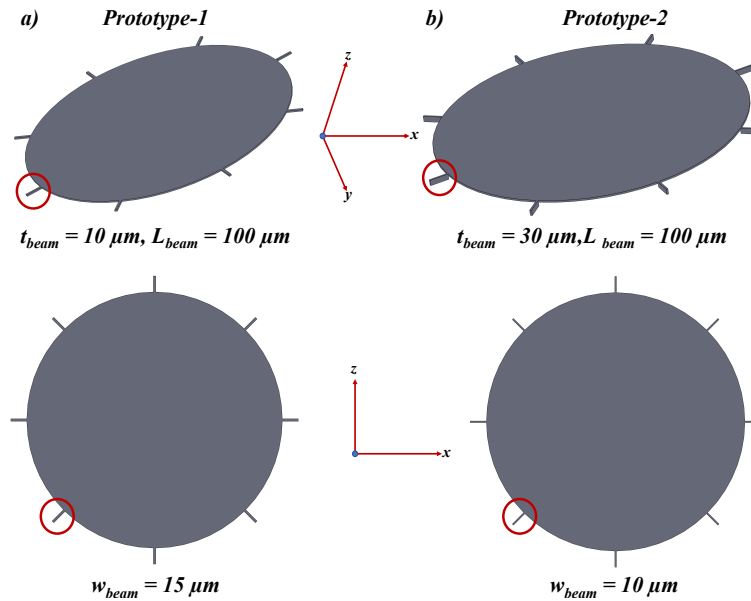 a) Prototype-1
b) Prototype-2
z
x
y
t_beam = 10 μm, L_beam = 100 μm
t_beam = 30 μm,L _beam = 100 μm
z
x
w_beam = 15 μm
w_beam = 10 μm